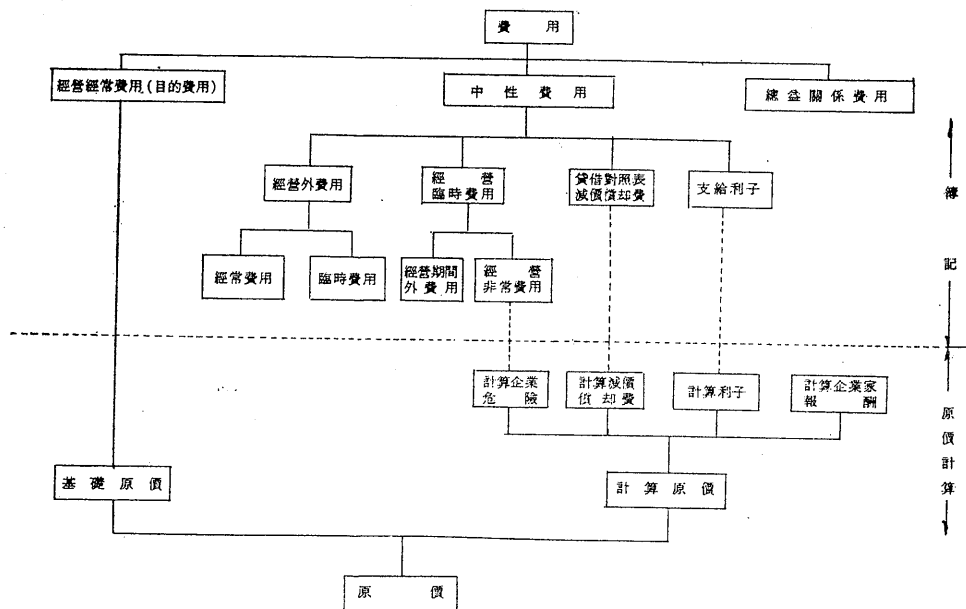 費用
經營經常費用(目的費用)
中性費用
總益關係費用
經營外費用
經營
臨時費用
貸借對照表
減價償却費
支給利子
經常費用
臨時費用
經營期間
外費用
經營
非常費用
簿記
計算企業
危險
計算減價
償却費
計算利子
計算企業家
報酬
基礎原價
計算原價
原價計算
原價